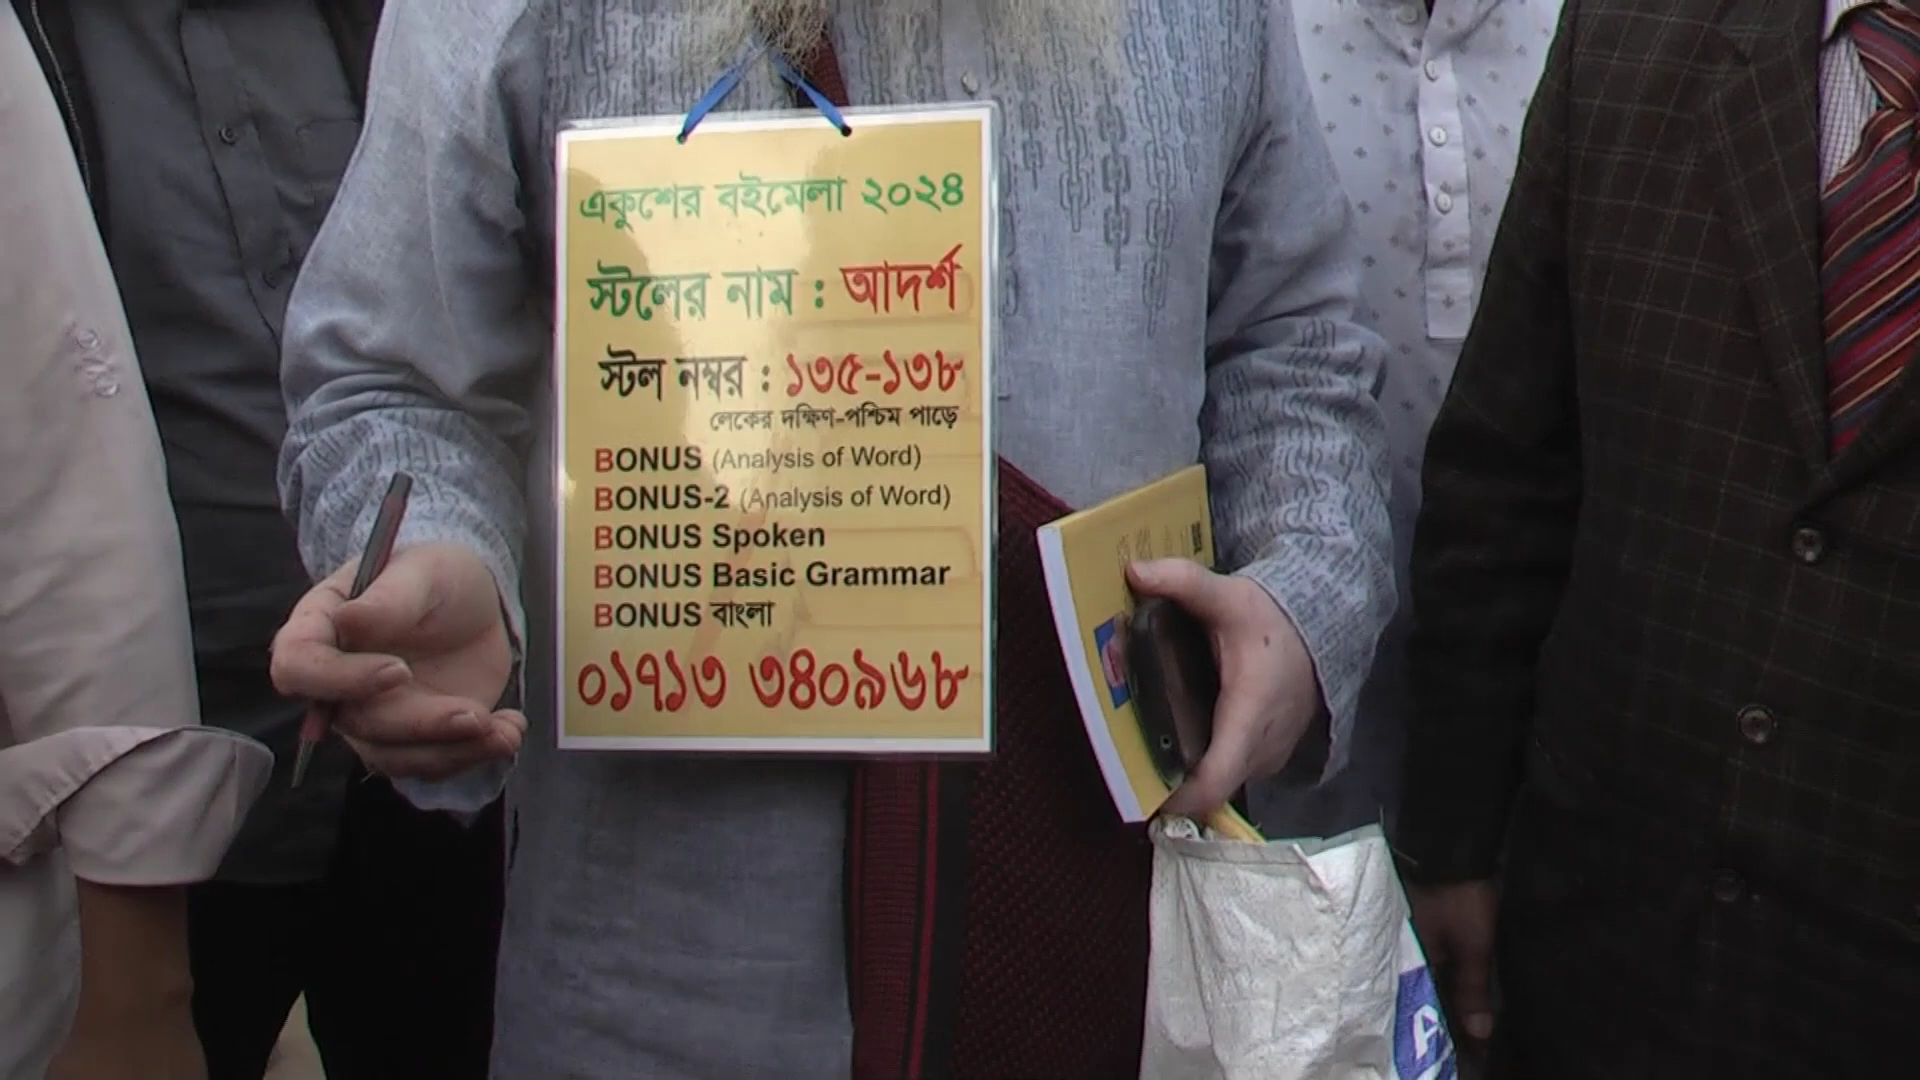 একুশের বইমেলা ২০২৪
স্টলের নাম : আদর্শ
স্টল নম্বর : ১৩৫-১৩৮
লেকের দক্ষিণ-পশ্চিম পাড়ে
BONUS (Analysis of Word)
BONUS-2 (Analysis of Word)
BONUS Spoken
BONUS Basic Grammar
BONUS বাংলা
০১৭১৩ ৩৪০৯৬৮